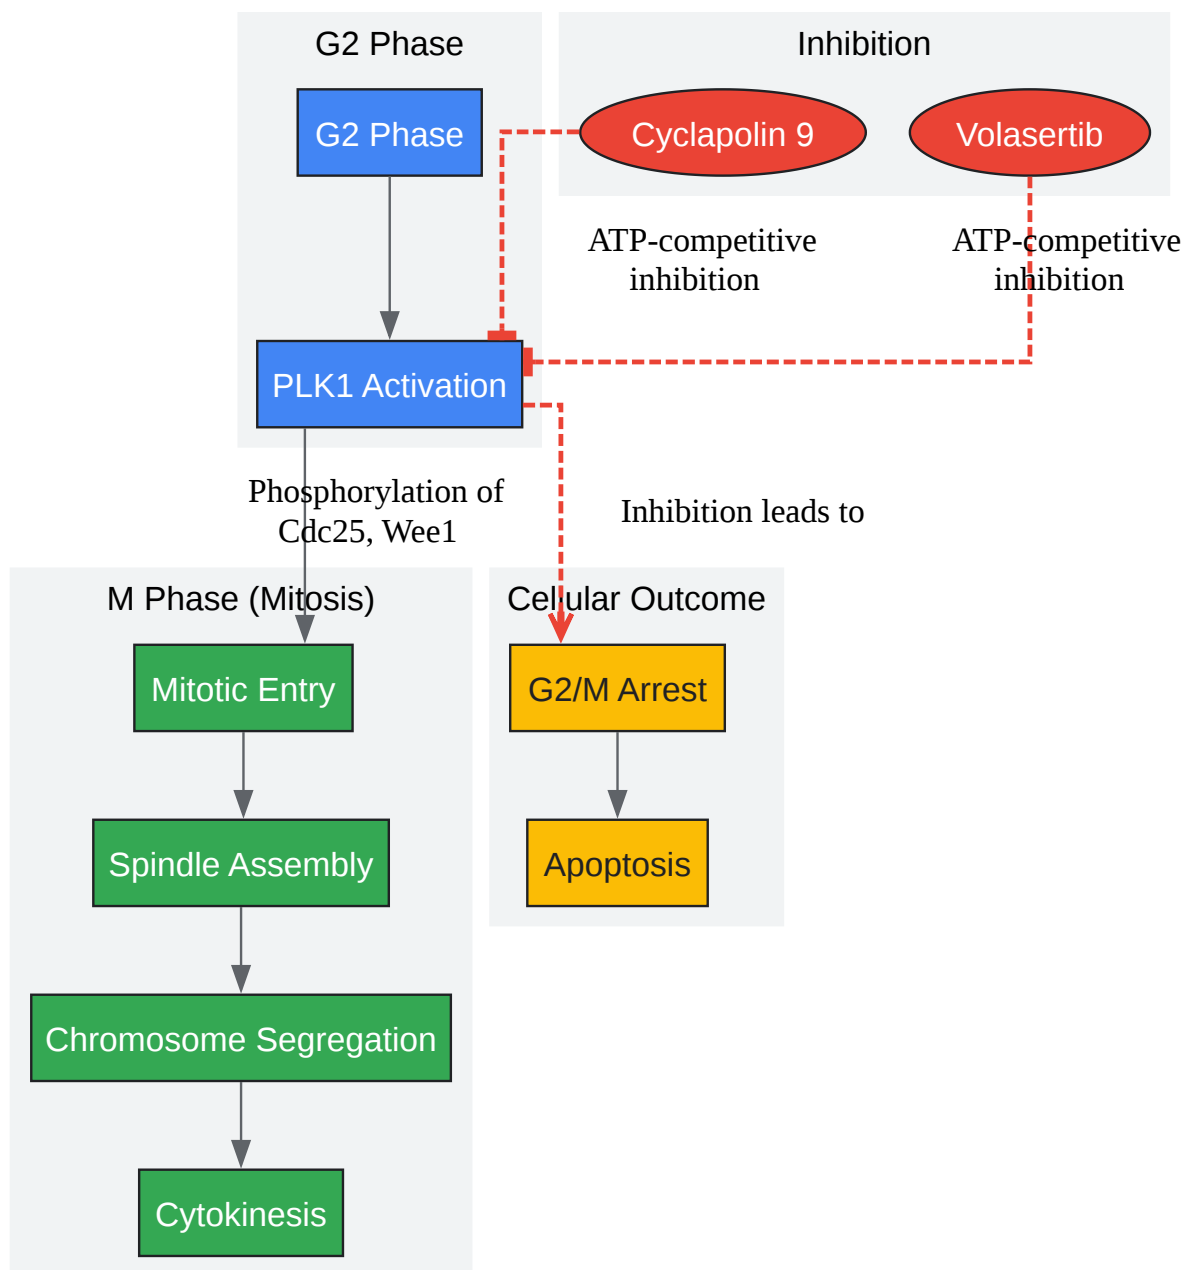 G2 Phase
Inhibition
G2 Phase
Cyclapolin 9
Volasertib
ATP-competitive
inhibition
ATP-competitive
inhibition
PLK1 Activation
Phosphorylation of
Cdc25, Wee1
Inhibition leads to
M Phase (Mitosis)
Cellular Outcome
Mitotic Entry
G2/M Arrest
Spindle Assembly
Apoptosis
Chromosome Segregation
Cytokinesis